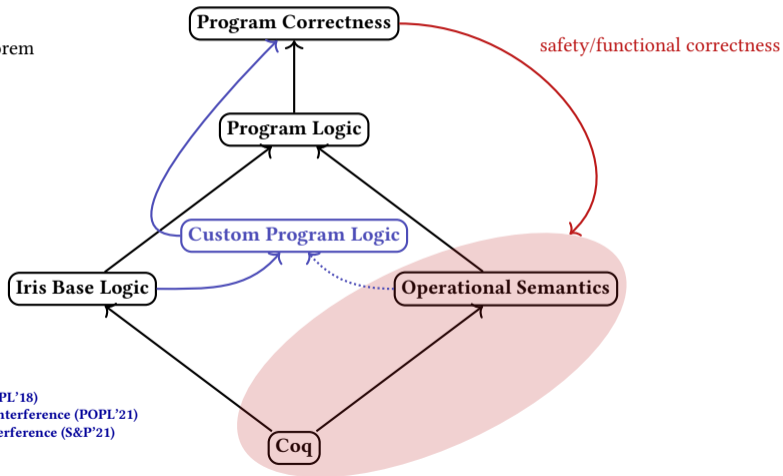 Program Correctness
safety/functional correctness
orem
Program Logic
Custom Program Logic
Iris Base Logic
Operational Semantics
PL'18)
nterference (POPL'21)
erference (S&P'21)
Coq